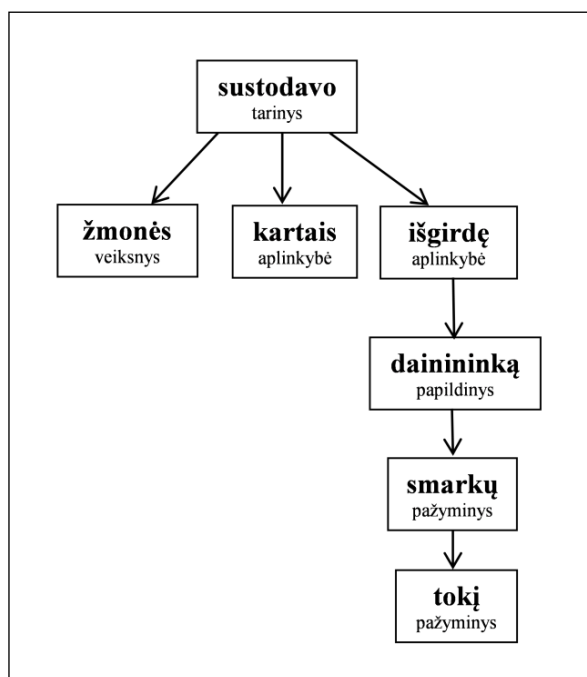 sustodavo
tarinys
žmonės
veiksnys
kartais
aplinkybė
išgirdę
aplinkybė
dainininką
papildinys
smarkų
pažyminys
tokį
pažyminys